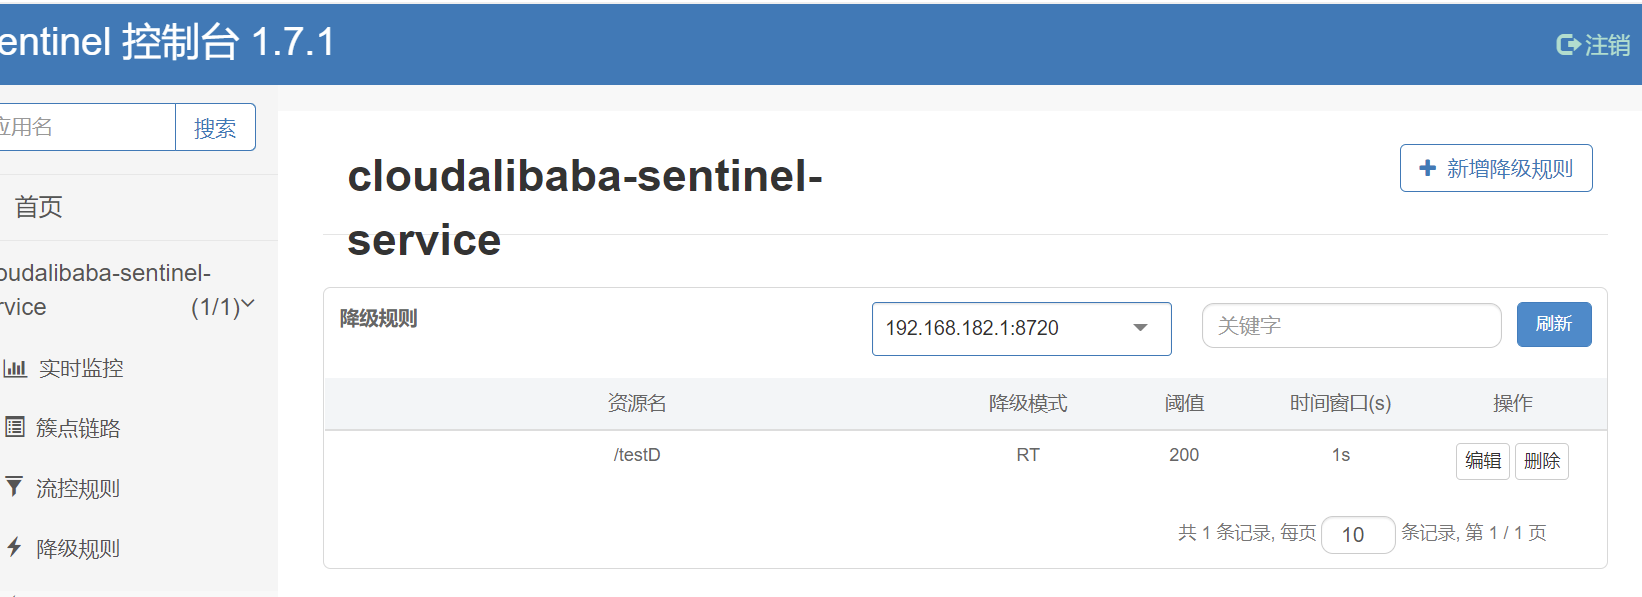 entinel 控制台 1.7.1
注销
应用名
搜索
首页
oudalibaba-sentinel-
rvice (1/1)
实时监控
簇点链路
流控规则
降级规则
cloudalibaba-sentinel-
service
新增降级规则
降级规则
192.168.182.1:8720
关键字
刷新
资源名 降级模式 阈值 时间窗口(s) 操作
/testD RT 200 1s 编辑 删除
共 1 条记录, 每页 10 条记录, 第 1 / 1 页